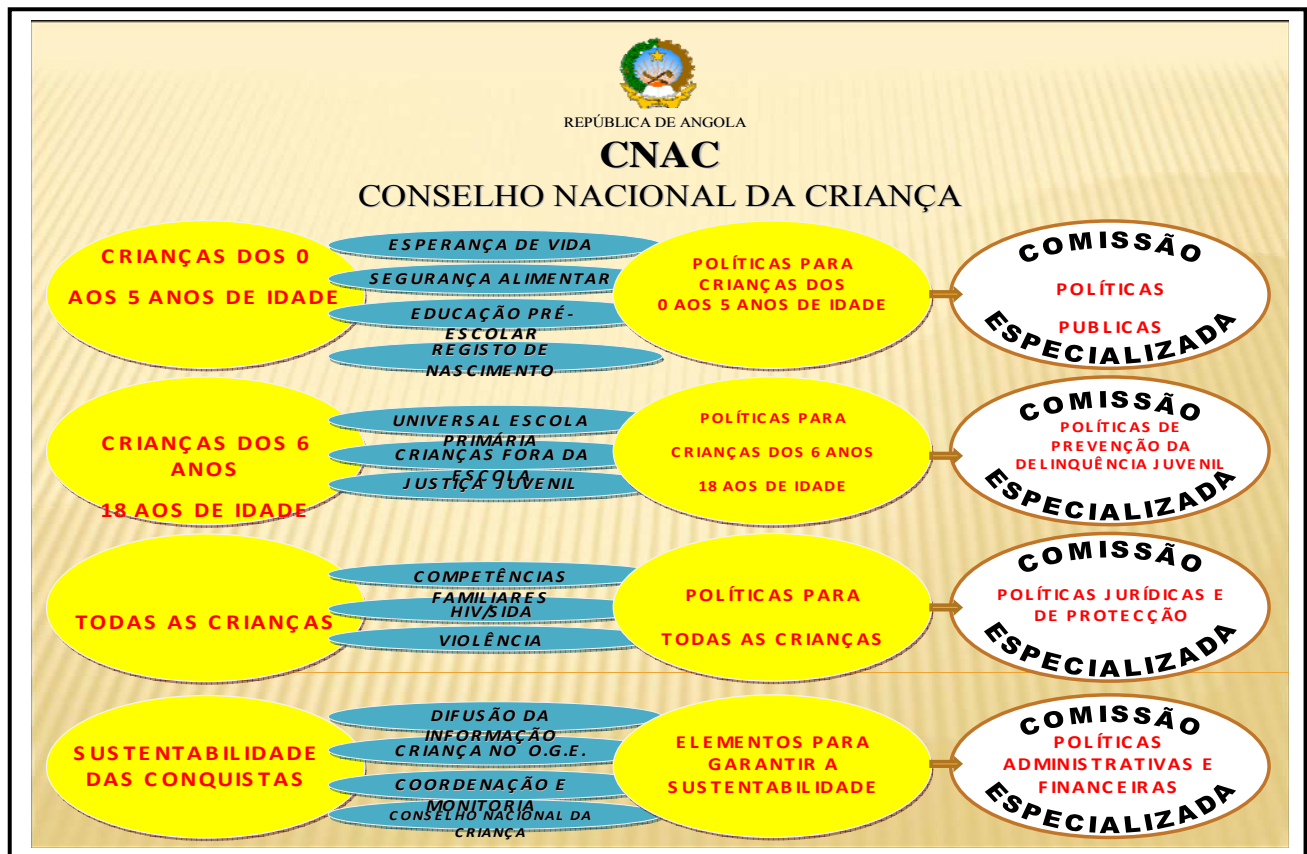 REPÚBLICA DE ANGOLA
CNAC
CONSELHO NACIONAL DA CRIANÇA
CRIANÇAS DOS 0
AOS 5 ANOS DE IDADE
ESPERANÇA DE VIDA
SEGURANÇA ALIMENTAR
EDUCAÇÃO PRÉ-
ESCOLAR
REGISTO DE
NASCIMENTO
POLÍTICAS PARA
CRIANÇAS DOS
0 AOS 5 ANOS DE IDADE
COMISSÃO
POLÍTICAS
PUBLICAS
ESPECIALIZADA
CRIANÇAS DOS 6
ANOS
18 AOS DE IDADE
UNIVERSAL ESCOLA
PRIMÁRIA
CRIANÇAS FORA DA
ESCOLA
JUSTIÇA JUVENIL
POLÍTICAS PARA
CRIANÇAS DOS 6 ANOS
18 AOS DE IDADE
COMISSÃO
POLÍTICAS DE
PREVENÇÃO DA
DELINQUÊNCIA JUVENIL
ESPECIALIZADA
TODAS AS CRIANÇAS
COMPETÊNCIAS
FAMILIARES
HIV/SIDA
VIOLÊNCIA
POLÍTICAS PARA
TODAS AS CRIANÇAS
COMISSÃO
POLÍTICAS JURÍDICAS E
DE PROTECÇÃO
ESPECIALIZADA
SUSTENTABILIDADE
DAS CONQUISTAS
DIFUSÃO DA
INFORMAÇÃO
CRIANÇA NO O.G.E.
COORDENAÇÃO E
MONITORIA
CONSELHO NACIONAL DA
CRIANÇA
ELEMENTOS PARA
GARANTIR A
SUSTENTABILIDADE
COMISSÃO
POLÍTICAS
ADMINISTRATIVAS E
FINANCEIRAS
ESPECIALIZADA